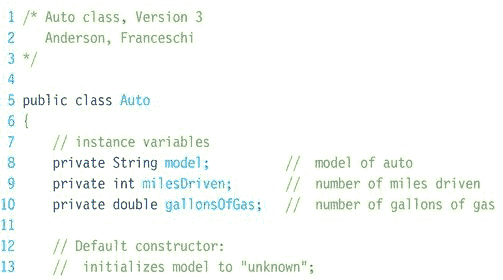 1 /* Auto class, Version 3
2    Anderson, Franceschi
3 */
4
5 public class Auto
6 {
7    // instance variables
8    private String model;          //  model of auto
9    private int milesDriven;       //  number of miles driven
10    private double gallonsOfGas;   //  number of gallons of gas
11
12    // Default constructor:
13    //  initializes model to "unknown";